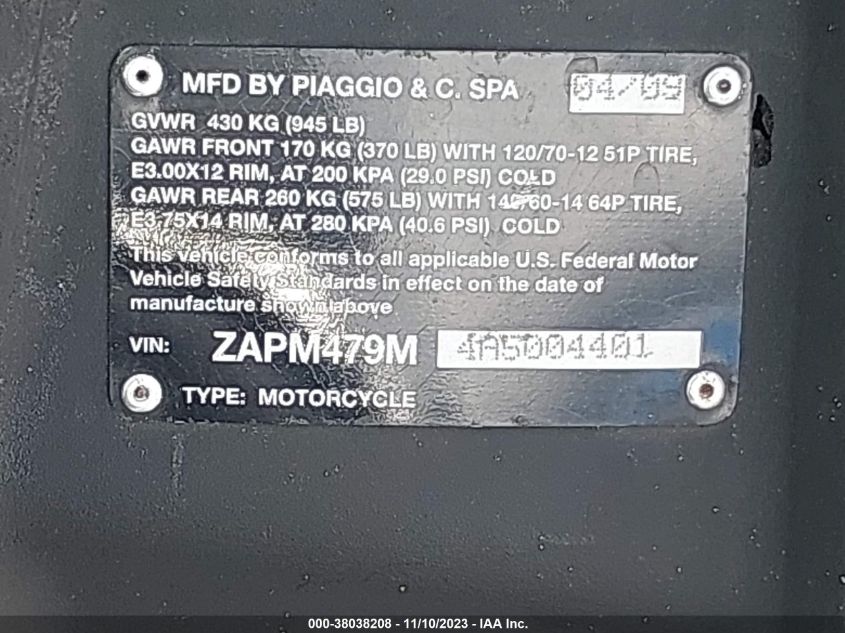 MFD BY PIAGGIO & C. SPA 04/09
GVWR 430 KG (945 LB)
GAWR FRONT 170 KG (370 LB) WITH 120/70-12 51P TIRE,
E3.00X12 RIM, AT 200 KPA (29.0 PSI) COLD
GAWR REAR 260 KG (575 LB) WITH 140/60-14 64P TIRE,
E3-75X14 RIM, AT 280 KPA (40.6 PSI) COLD
This vehicle conforms to all applicable U.S. Federal Motor
Vehicle Safety Standards in effect on the date of
manufacture shown above
VIN: ZAPM479M 4A5004401
TYPE: MOTORCYCLE
000-38038208 - 11/10/2023 - IAA Inc.